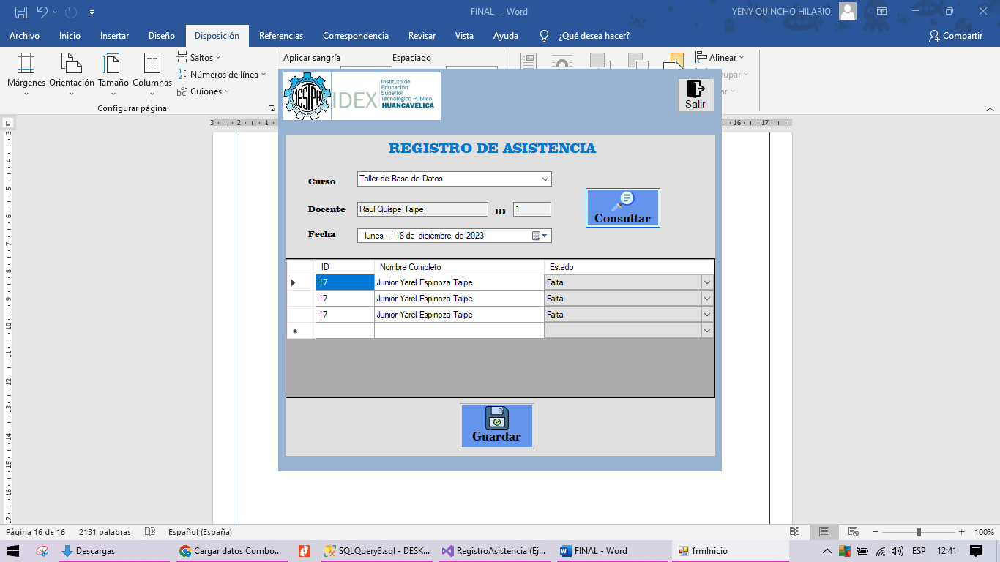 FINAL - Word
YENY QUINCHO HILARIO
Archivo Inicio Insertar Diseño Disposición Referencias Correspondencia Revisar Vista Ayuda ¿Qué desea hacer? Compartir
Márgenes Orientación Tamaño Columnas
Saltos
Números de línea
Guiones
Configurar página
Aplicar sangría Espaciado
Alinear
IESTPH
IDEX
Instituto de
Educación
Superior
Tecnológico Público
HUANCAVELICA
Salir
3 2 1 16 17
REGISTRO DE ASISTENCIA
Curso Taller de Base de Datos
Docente Raul Quispe Taipe ID 1
Consultar
Fecha lunes , 18 de diciembre de 2023
ID Nombre Completo Estado
17 Junior Yarel Espinoza Taipe Falta
17 Junior Yarel Espinoza Taipe Falta
17 Junior Yarel Espinoza Taipe Falta
Guardar
Página 16 de 16 2131 palabras Español (España) 100%
Descargas Cargar datos Combo... SQLQuery3.sql - DESK... RegistroAsistencia (Ej... FINAL - Word frmInicio ESP 12:41